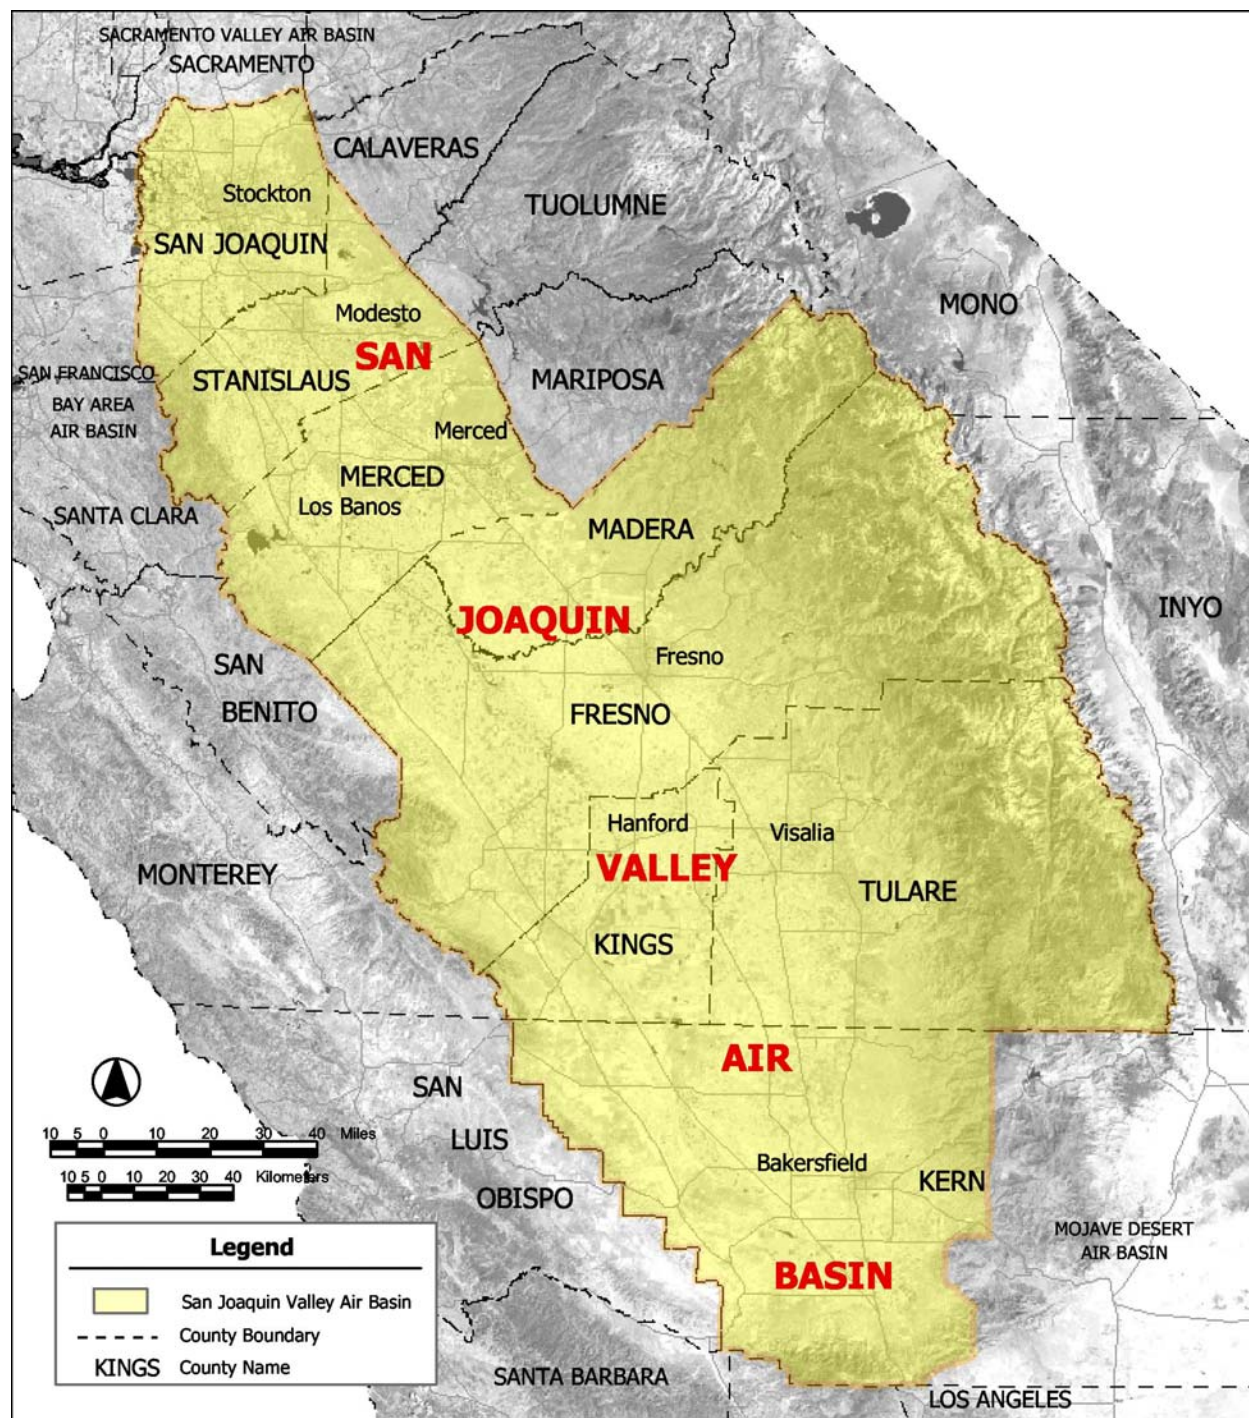 SACRAMENTO VALLEY AIR BASIN
SACRAMENTO
CALAVERAS
TUOLUMNE
Stockton
SAN JOAQUIN
MONO
Modesto
SAN
SAN FRANCISCO
BAY AREA
AIR BASIN
STANISLAUS
MARIPOSA
Merced
MERCED
Los Banos
SANTA CLARA
MADERA
INYO
JOAQUIN
Fresno
SAN
BENITO
FRESNO
Hanford
Visalia
VALLEY
MONTEREY
TULARE
KINGS
AIR
SAN
LUIS
OBISPO
10 5 0 10 20 30 40 Miles
10 5 0 10 20 30 40 Kilometers
Bakersfield
KERN
MOJAVE DESERT
AIR BASIN
BASIN
Legend
San Joaquin Valley Air Basin
County Boundary
KINGS County Name
SANTA BARBARA
LOS ANGELES